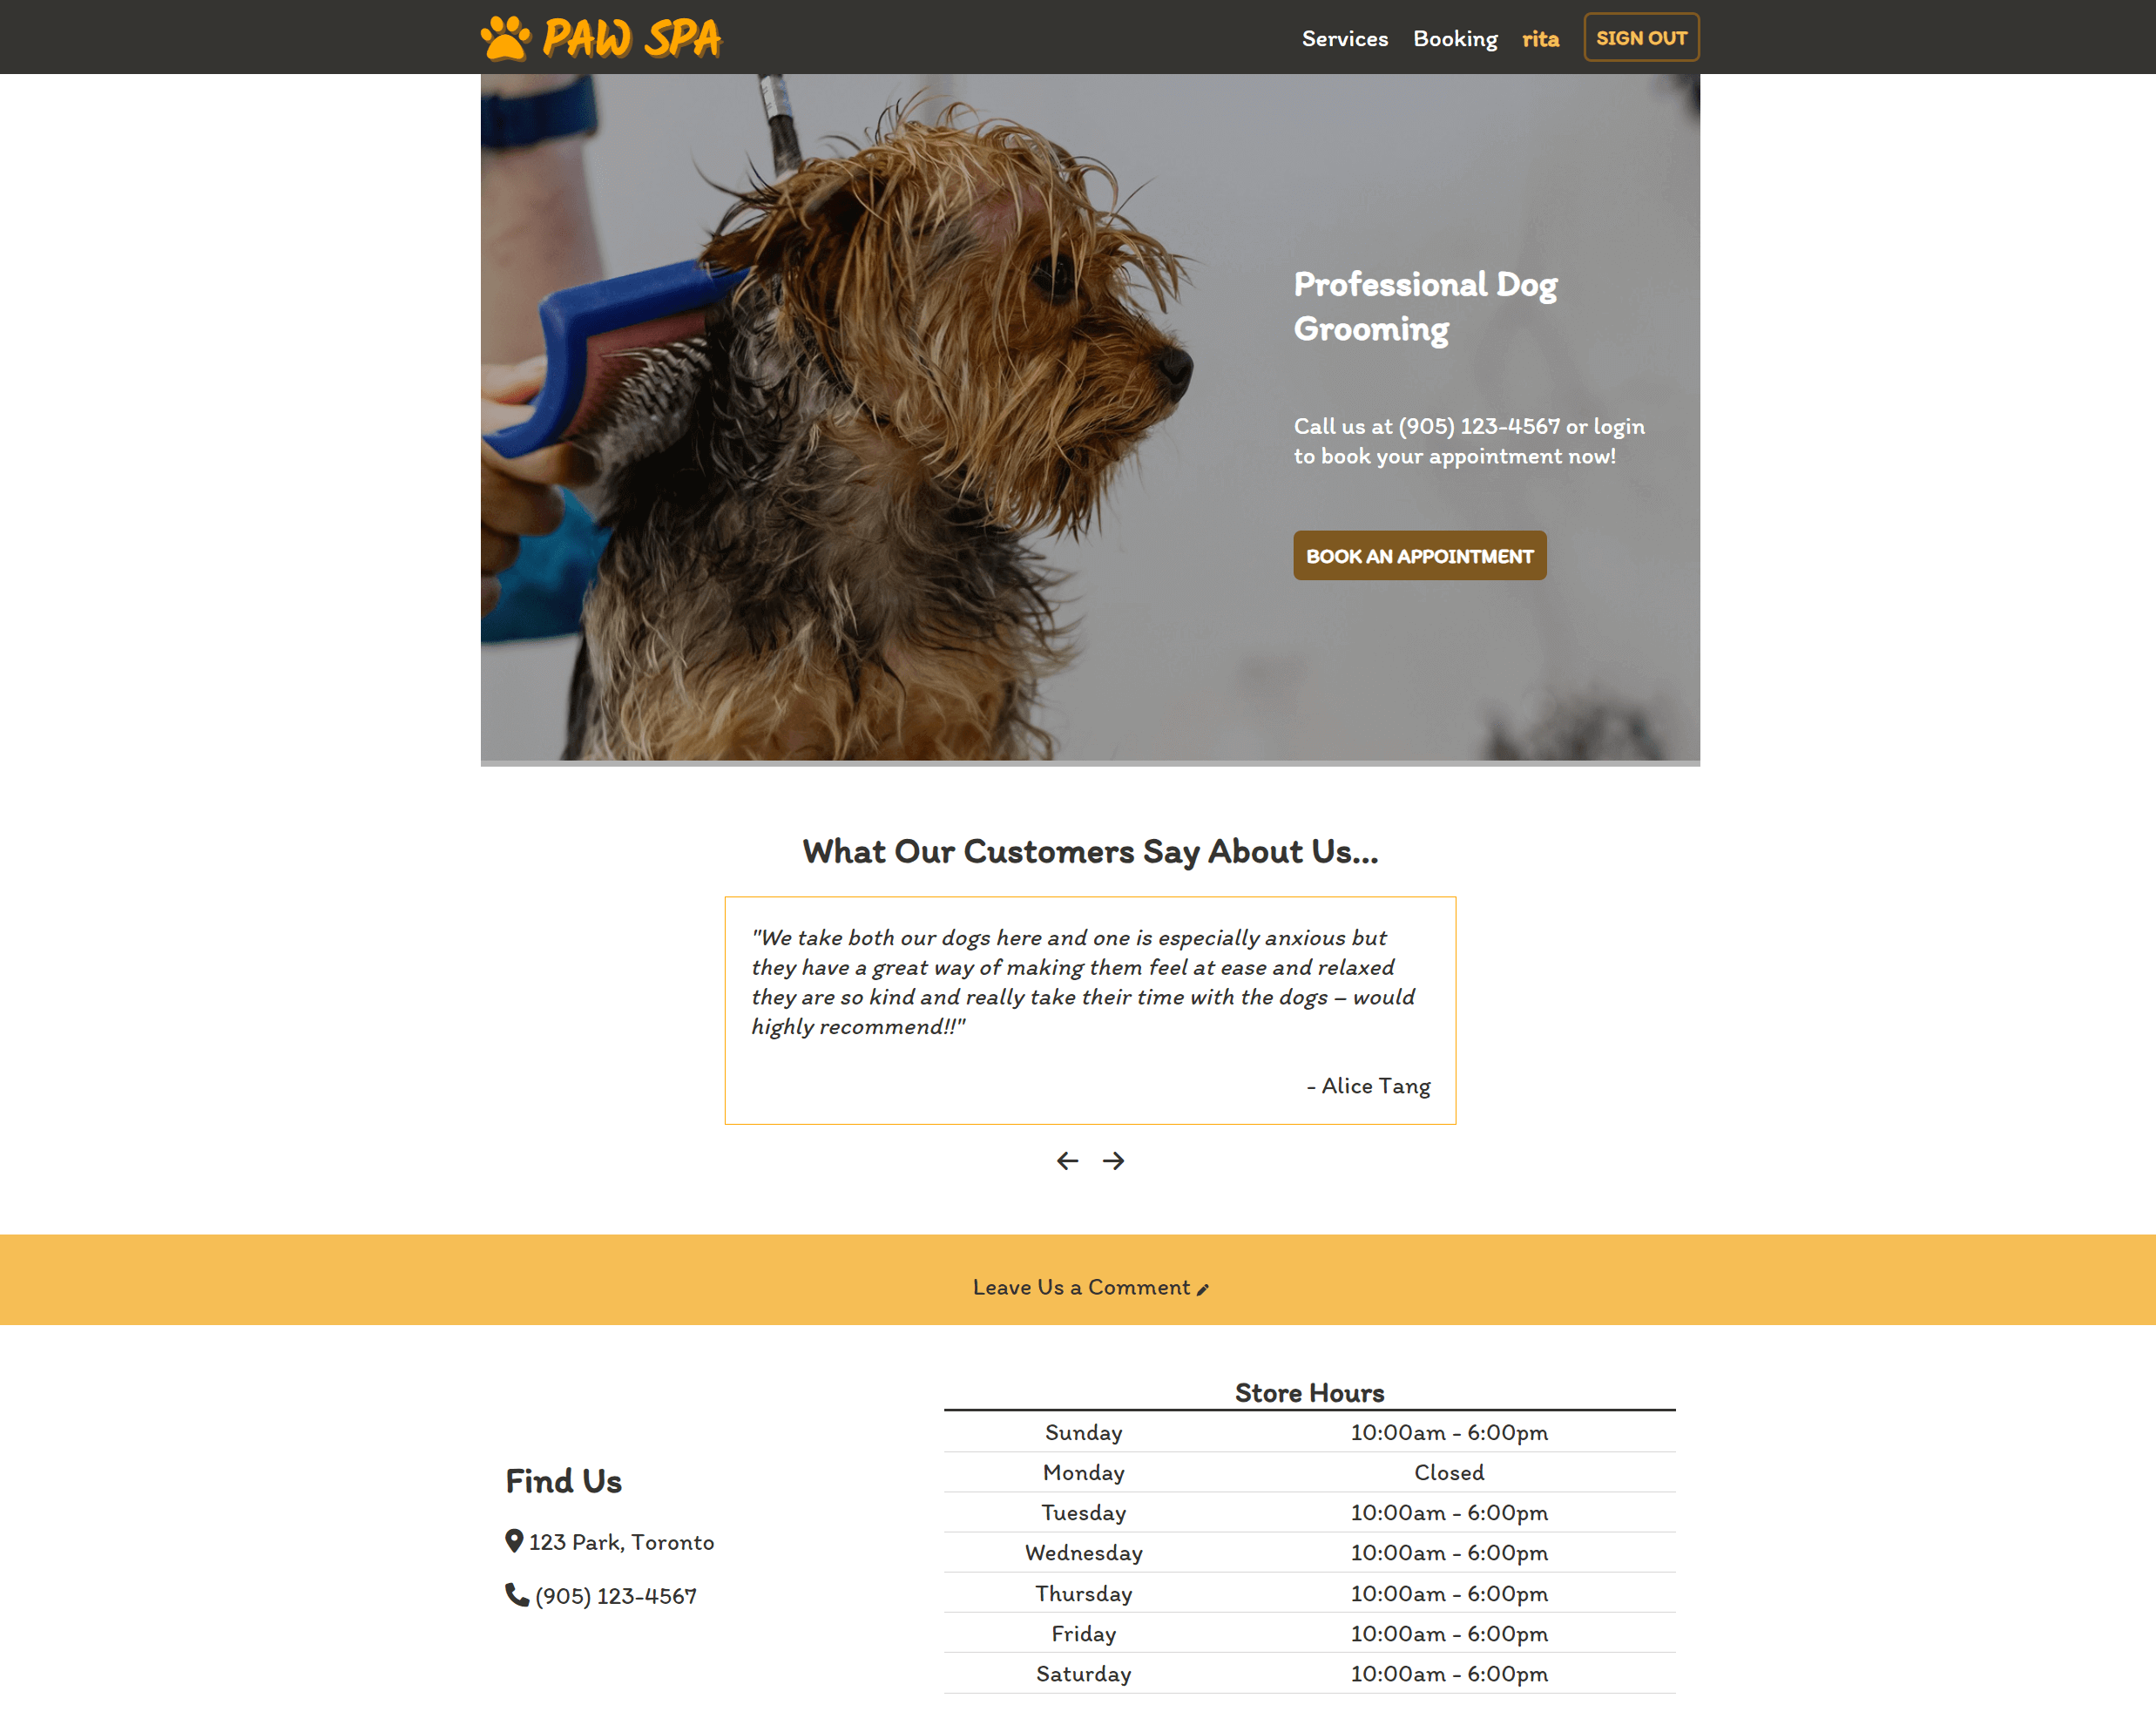 PAW SPA
Services Booking rita SIGN OUT
Professional Dog
Grooming
Call us at (905) 123-4567 or login
to book your appointment now!
BOOK AN APPOINTMENT
What Our Customers Say About Us...
"We take both our dogs here and one is especially anxious but
they have a great way of making them feel at ease and relaxed
they are so kind and really take their time with the dogs – would
highly recommend!!"
- Alice Tang
Leave Us a Comment
Find Us
123 Park, Toronto
(905) 123-4567
Store Hours
Sunday 10:00am - 6:00pm
Monday Closed
Tuesday 10:00am - 6:00pm
Wednesday 10:00am - 6:00pm
Thursday 10:00am - 6:00pm
Friday 10:00am - 6:00pm
Saturday 10:00am - 6:00pm